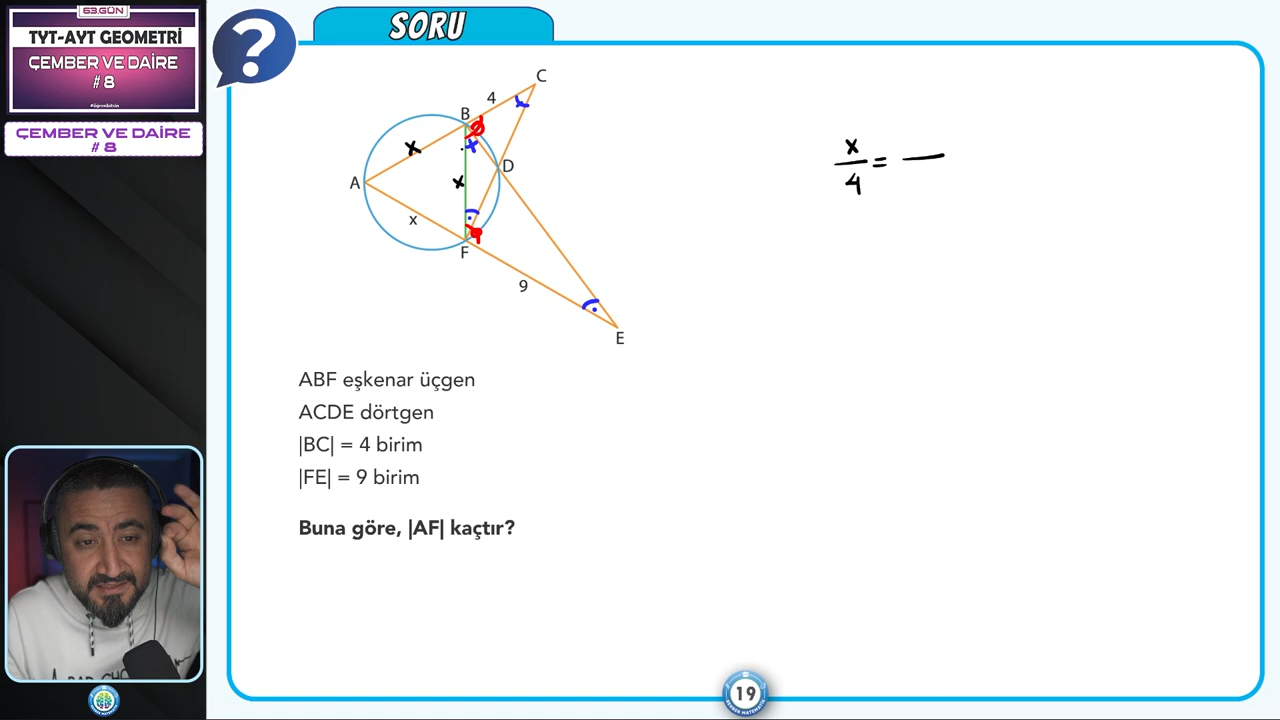 63.GÜN
TYT-AYT GEOMETRİ
ÇEMBER VE DAİRE
# 8
#ögrenbitsin
ÇEMBER VE DAİRE
# 8
?
SORU
C
4
B
x
D
A
x
x
F
9
E
x/4 = —
ABF eşkenar üçgen
ACDE dörtgen
|BC| = 4 birim
|FE| = 9 birim
Buna göre, |AF| kaçtır?
19